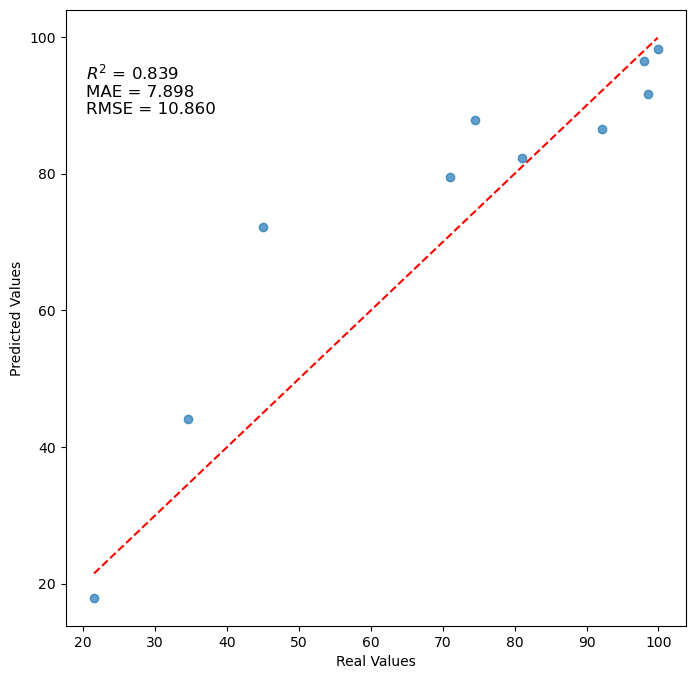 R² = 0.839
MAE = 7.898
RMSE = 10.860
100
80
60
40
20
Predicted Values
20 30 40 50 60 70 80 90 100
Real Values